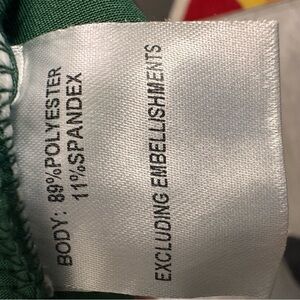 BODY: 89%POLYESTER
11%SPANDEX
EXCLUDING EMBELLISHMENTS